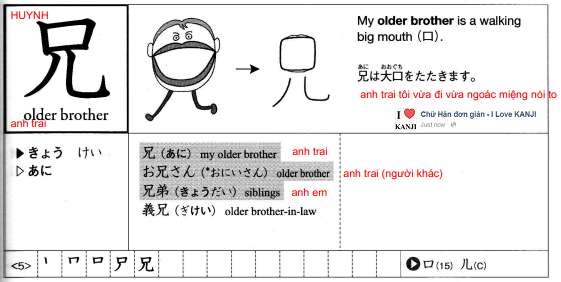 HUYNH
兄
older brother
anh trai
My older brother is a walking
big mouth (口).
あに おおぐち
兄は大口をたたきます。
anh trai tôi vừa đi vừa ngoác miệng nói to
I ❤ KANJI
Chữ Hán đơn giản - I Love KANJI
Just now
▶きょう けい
▷あに
兄(あに) my older brother anh trai
お兄さん(*おにいさん) older brother anh trai (người khác)
兄弟(きょうだい) siblings anh em
義兄(ぎけい) older brother-in-law
<5> 兄
口(15) 儿(C)